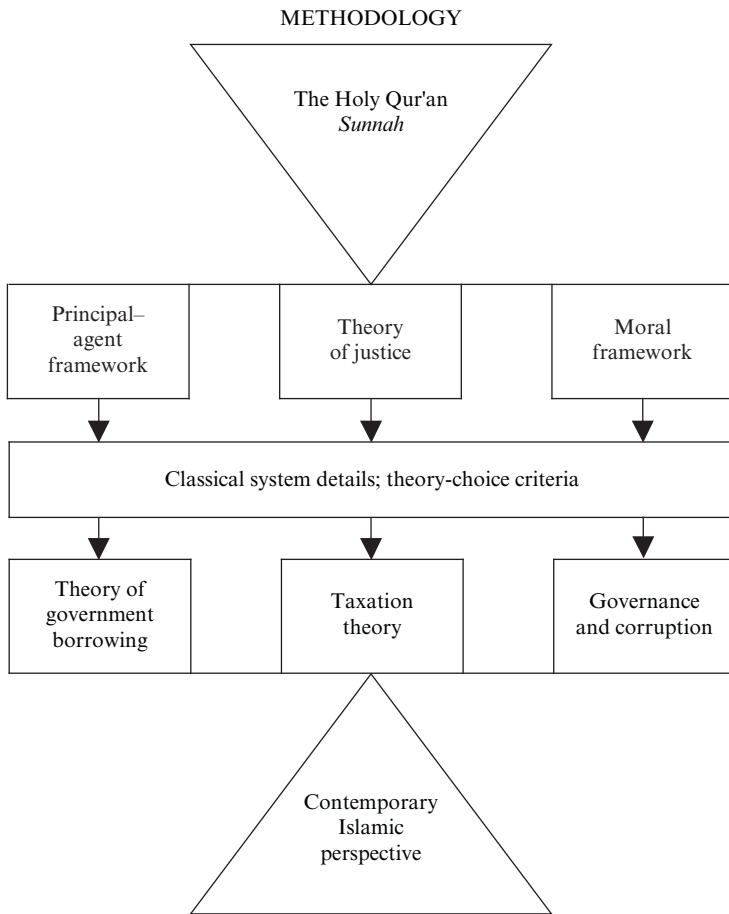 METHODOLOGY
The Holy Qur'an
Sunnah
Principal–
agent
framework
Theory
of justice
Moral
framework
Classical system details; theory-choice criteria
Theory of
government
borrowing
Taxation
theory
Governance
and corruption
Contemporary
Islamic
perspective